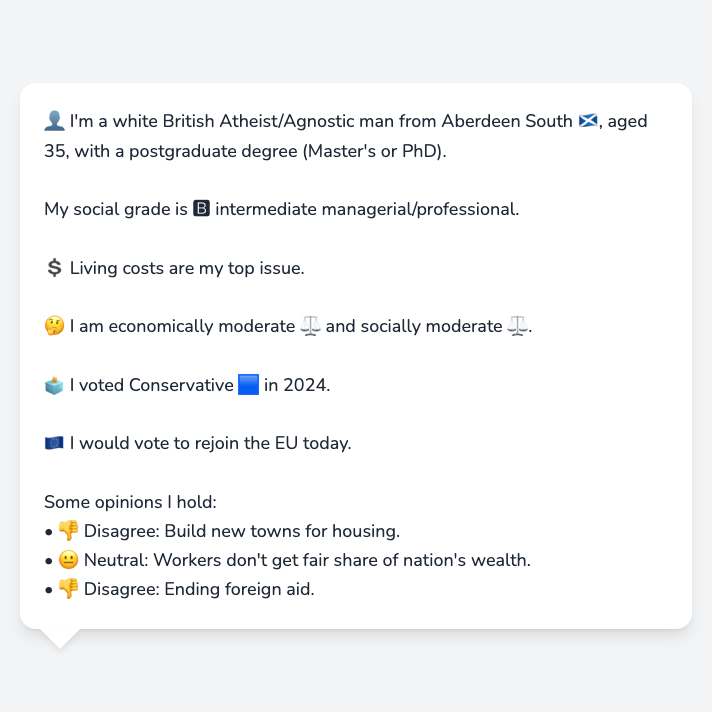 👤 I'm a white British Atheist/Agnostic man from Aberdeen South 🏴󠁧󠁢󠁳󠁣󠁴󠁿, aged
35, with a postgraduate degree (Master's or PhD).
My social grade is 🅱 intermediate managerial/professional.
💲 Living costs are my top issue.
🤔 I am economically moderate ⚖️ and socially moderate ⚖️.
🗳️ I voted Conservative 🟦 in 2024.
🇪🇺 I would vote to rejoin the EU today.
Some opinions I hold:
• 👎 Disagree: Build new towns for housing.
• 😐 Neutral: Workers don't get fair share of nation's wealth.
• 👎 Disagree: Ending foreign aid.